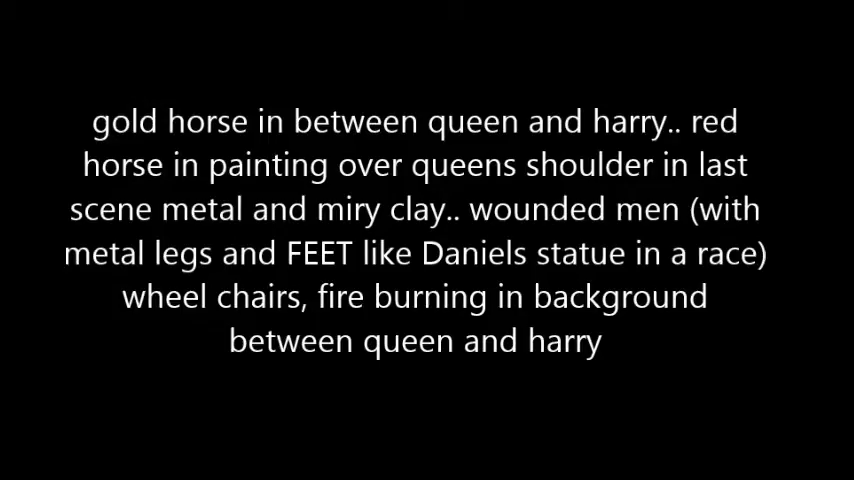 gold horse in between queen and harry.. red
horse in painting over queens shoulder in last
scene metal and miry clay.. wounded men (with
metal legs and FEET like Daniels statue in a race)
wheel chairs, fire burning in background
between queen and harry